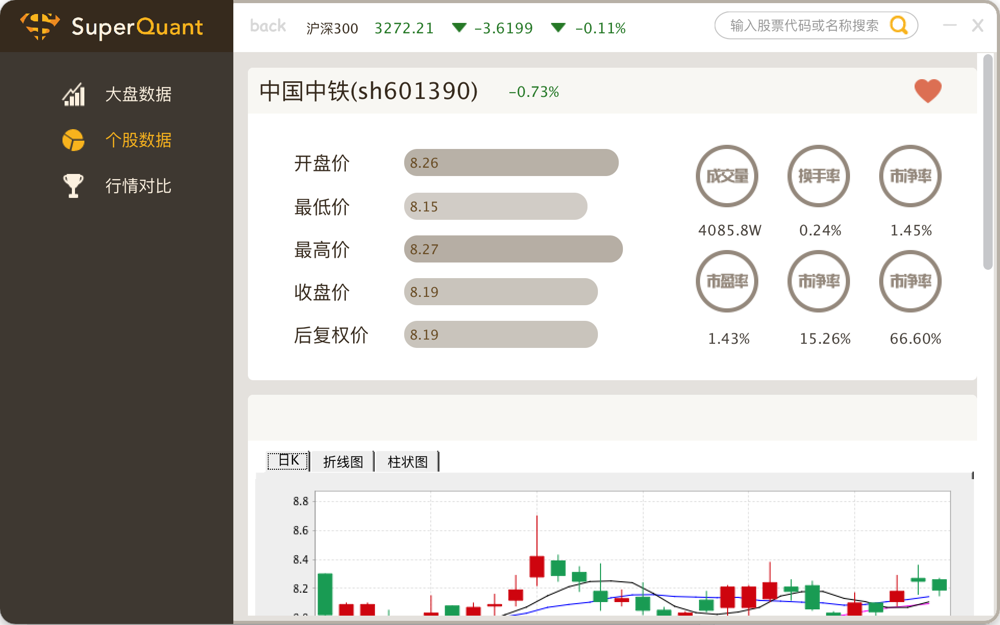 SuperQuant
back 沪深300 3272.21 -3.6199 -0.11%
输入股票代码或名称搜索
X
大盘数据
个股数据
行情对比
中国中铁(sh601390) -0.73%
开盘价 8.26
最低价 8.15
最高价 8.27
收盘价 8.19
后复权价 8.19
成交量 换手率 市净率
4085.8W 0.24% 1.45%
市盈率 市净率 市净率
1.43% 15.26% 66.60%
日K 折线图 柱状图
8.8
8.6
8.4
8.2